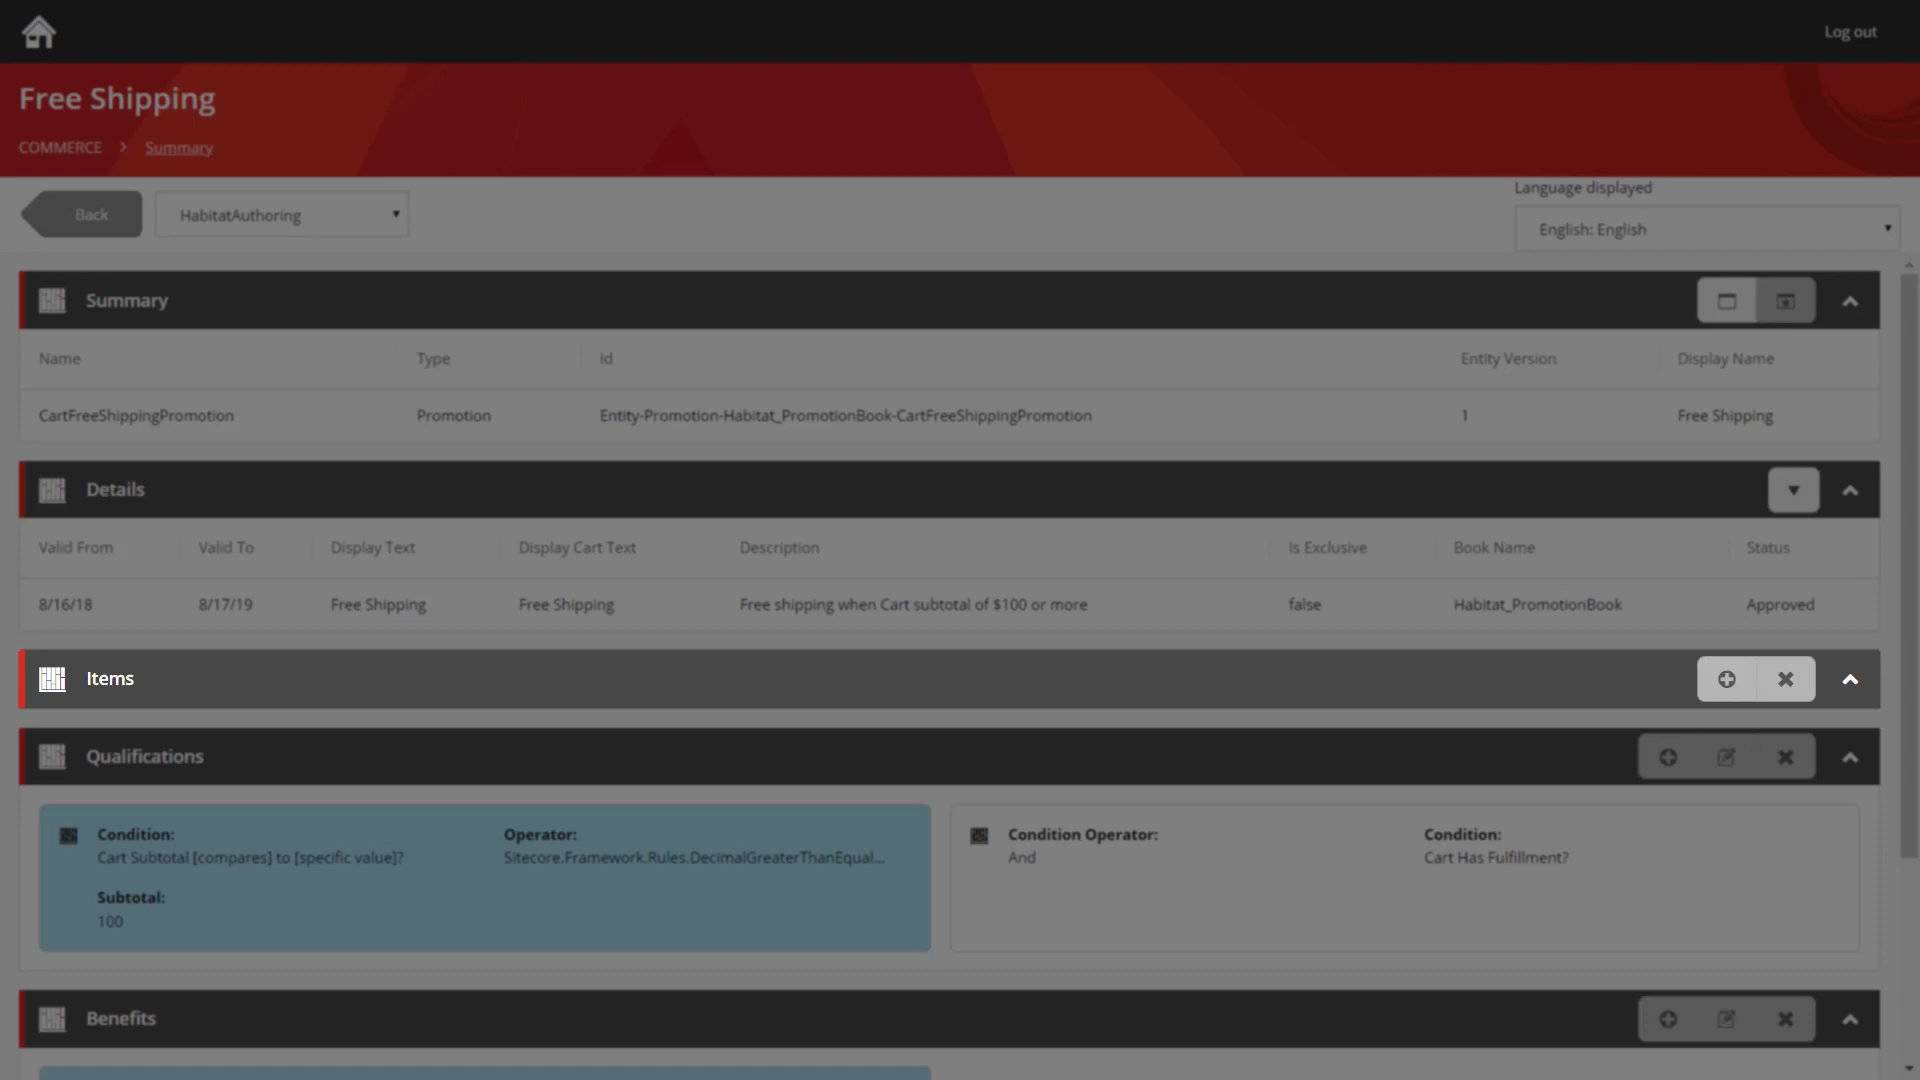 Log out
Free Shipping
COMMERCE > Summary
Back
HabitatAuthoring
Language displayed
English: English
Summary
Name Type Id Entity Version Display Name
CartFreeShippingPromotion Promotion Entity-Promotion-Habitat_PromotionBook-CartFreeShippingPromotion 1 Free Shipping
Details
Valid From Valid To Display Text Display Cart Text Description Is Exclusive Book Name Status
8/16/18 8/17/19 Free Shipping Free Shipping Free shipping when Cart subtotal of $100 or more false Habitat_PromotionBook Approved
Items
Qualifications
Condition: Operator: Condition Operator: Condition:
Cart Subtotal [compares] to [specific value]? Sitecore.Framework.Rules.DecimalGreaterThanEqual... And Cart Has Fulfillment?
Subtotal:
100
Benefits